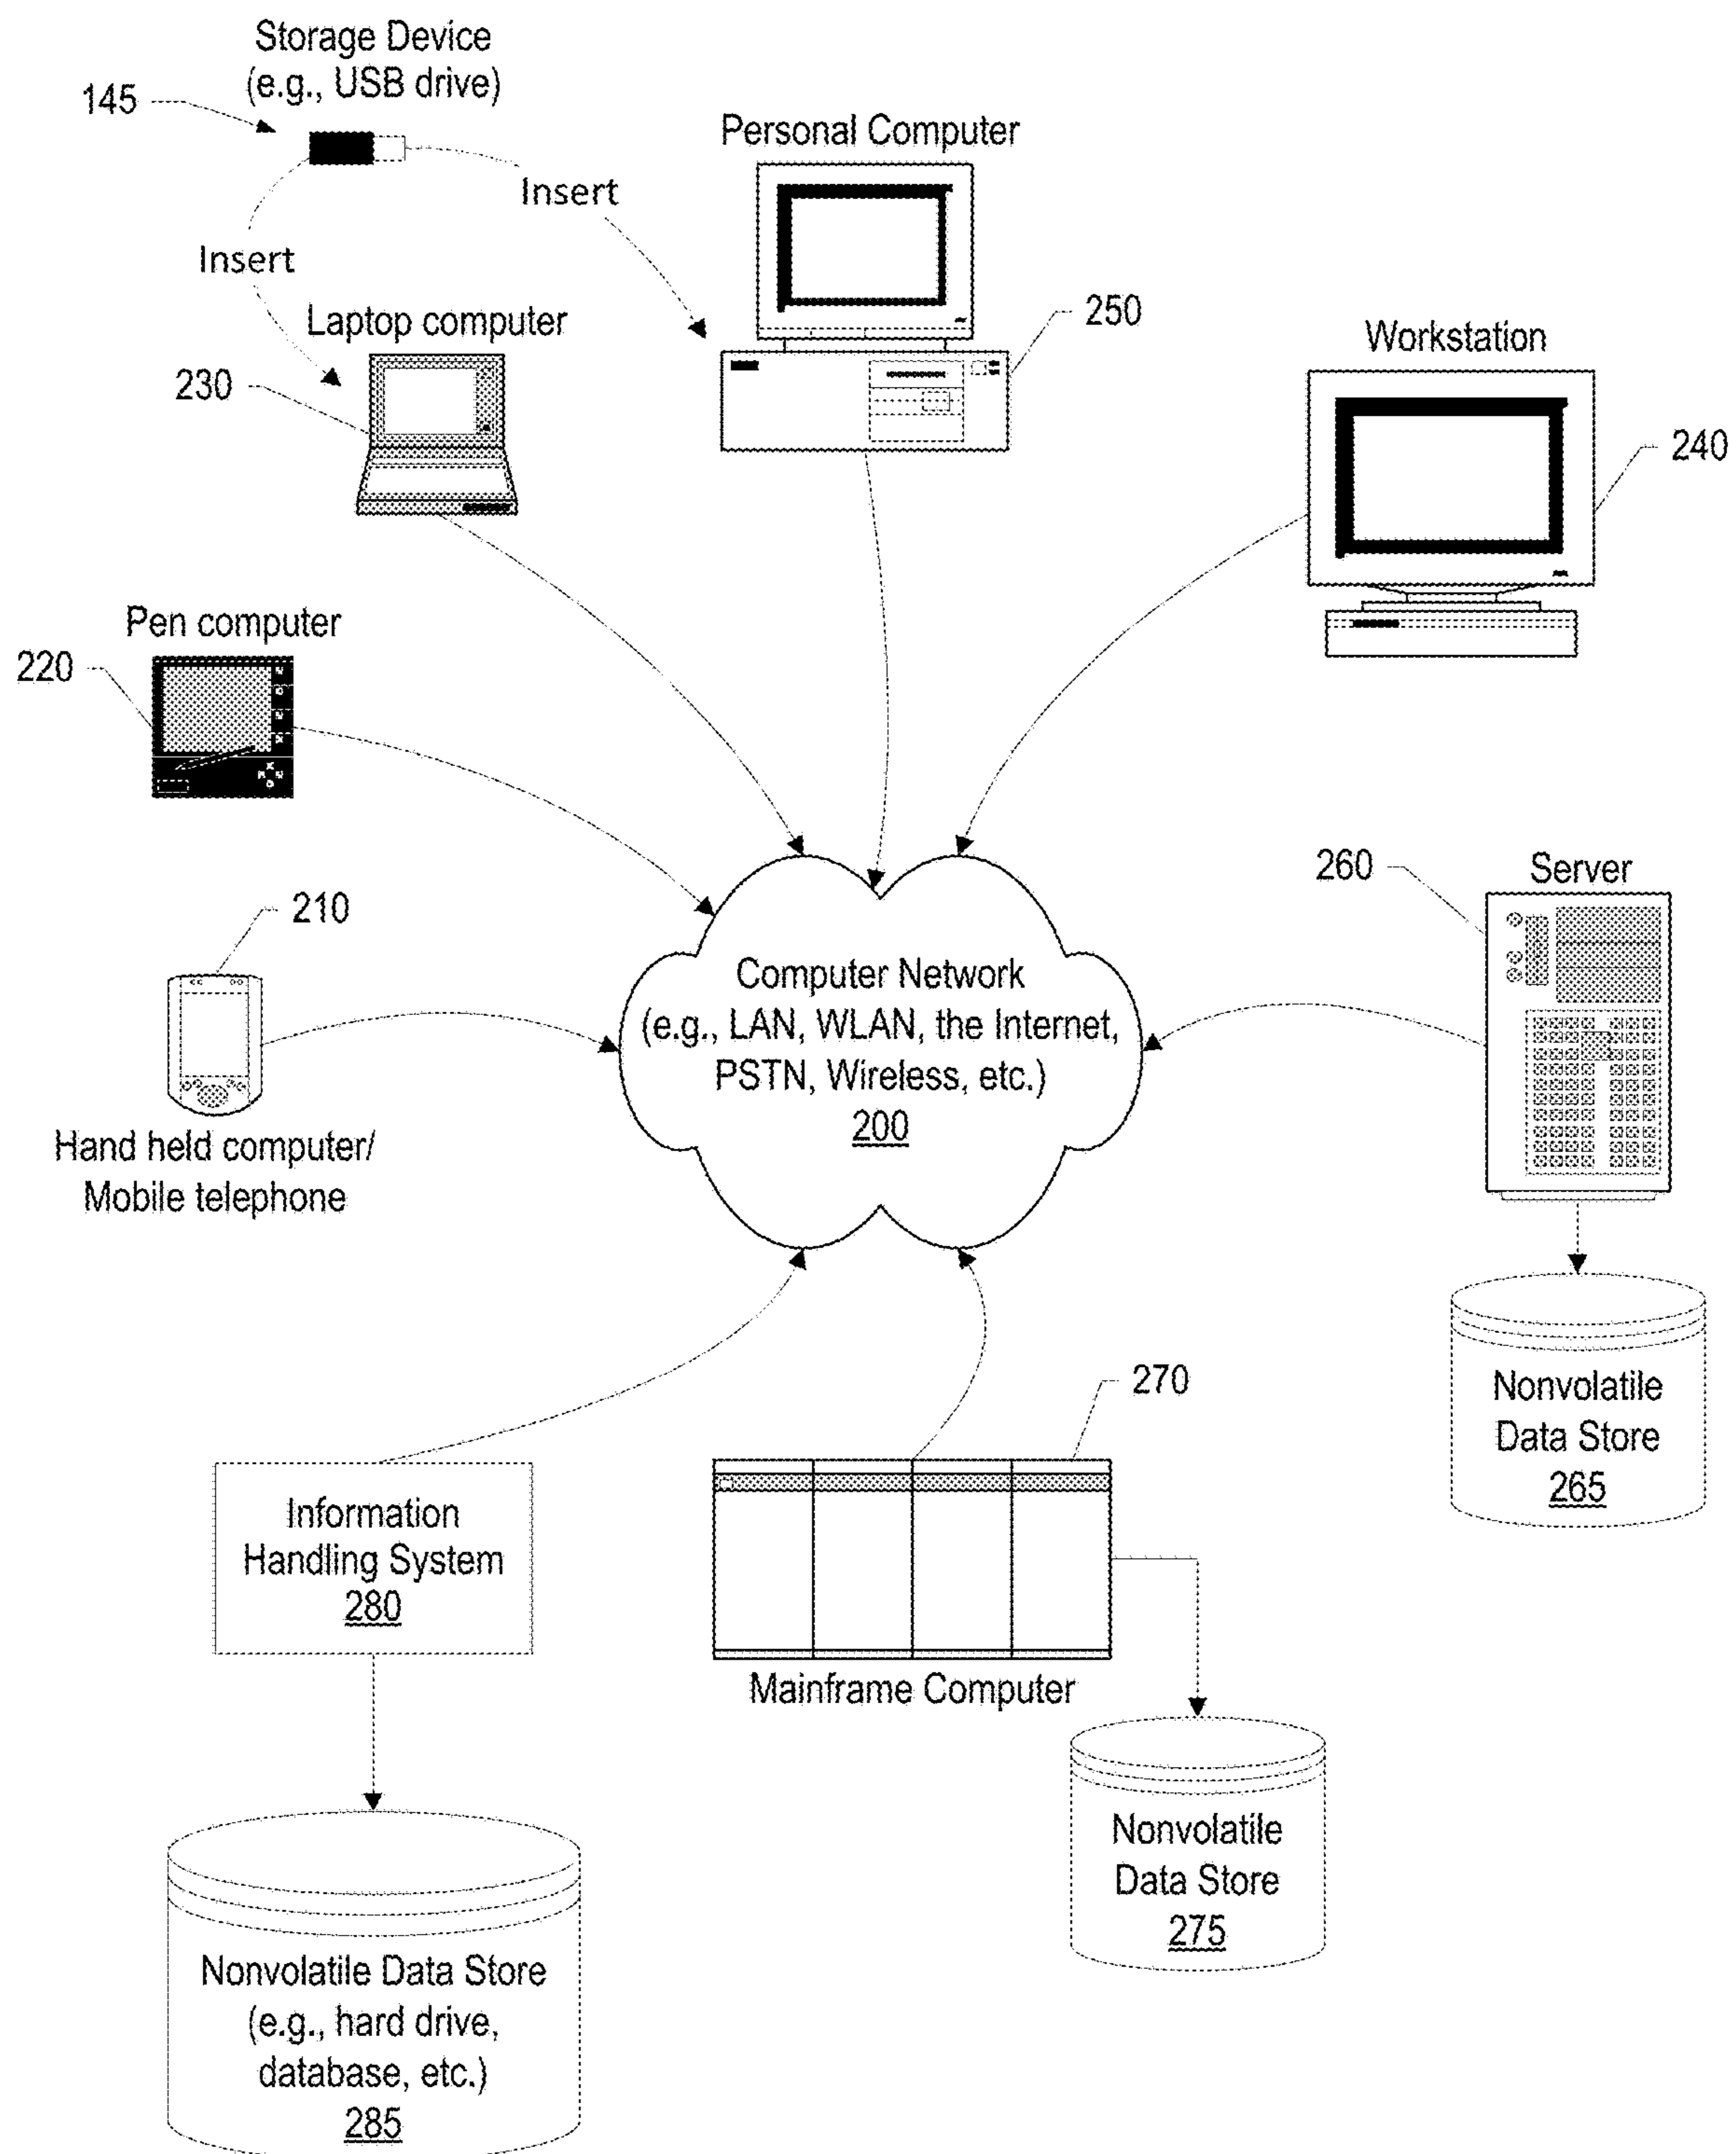 Storage Device
(e.g., USB drive)
145
Personal Computer
Insert
Insert
Laptop computer
250
Workstation
230
240
Pen computer
220
260
Server
210
Computer Network
(e.g., LAN, WLAN, the Internet,
PSTN, Wireless, etc.)
200
Hand held computer/
Mobile telephone
270
Nonvolatile
Data Store
265
Information
Handling System
280
Mainframe Computer
Nonvolatile
Data Store
275
Nonvolatile Data Store
(e.g., hard drive,
database, etc.)
285